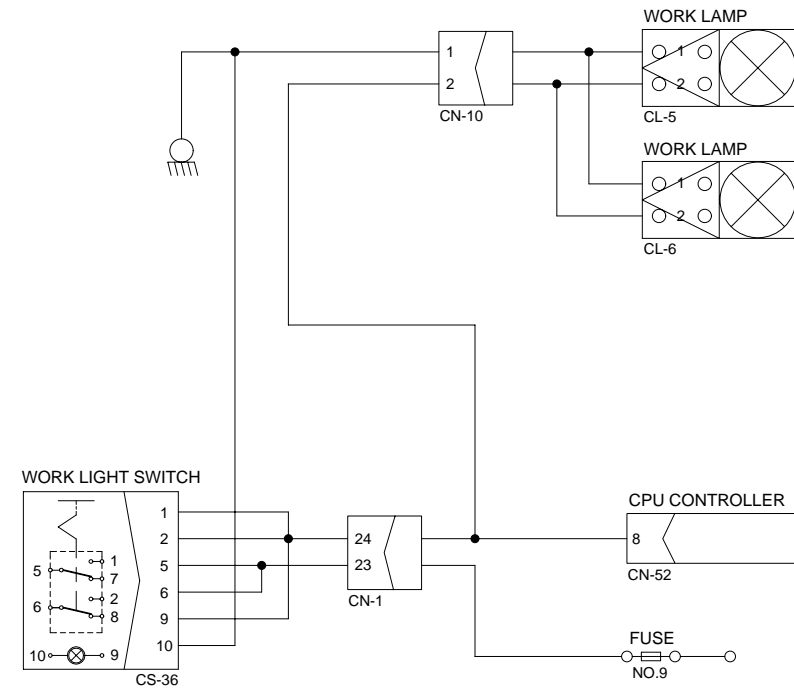 WORK LAMP
1
2
CN-10
1
2
CL-5
WORK LAMP
1
2
CL-6
WORK LIGHT SWITCH
5
1
7
6
2
8
10
9
1
2
5
6
9
10
CS-36
24
23
CN-1
CPU CONTROLLER
8
CN-52
FUSE
NO.9